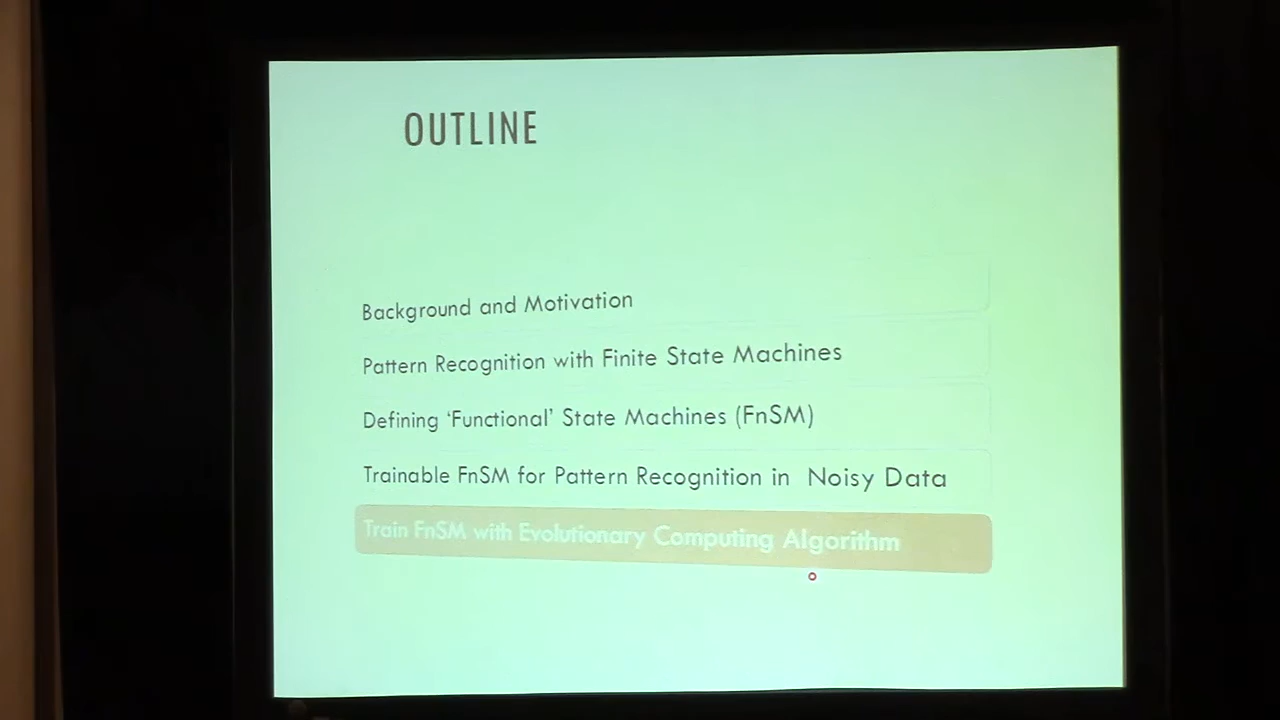 OUTLINE
Background and Motivation
Pattern Recognition with Finite State Machines
Defining ‘Functional’ State Machines (FnSM)
Trainable FnSM for Pattern Recognition in Noisy Data
Train FnSM with Evolutionary Computing Algorithm